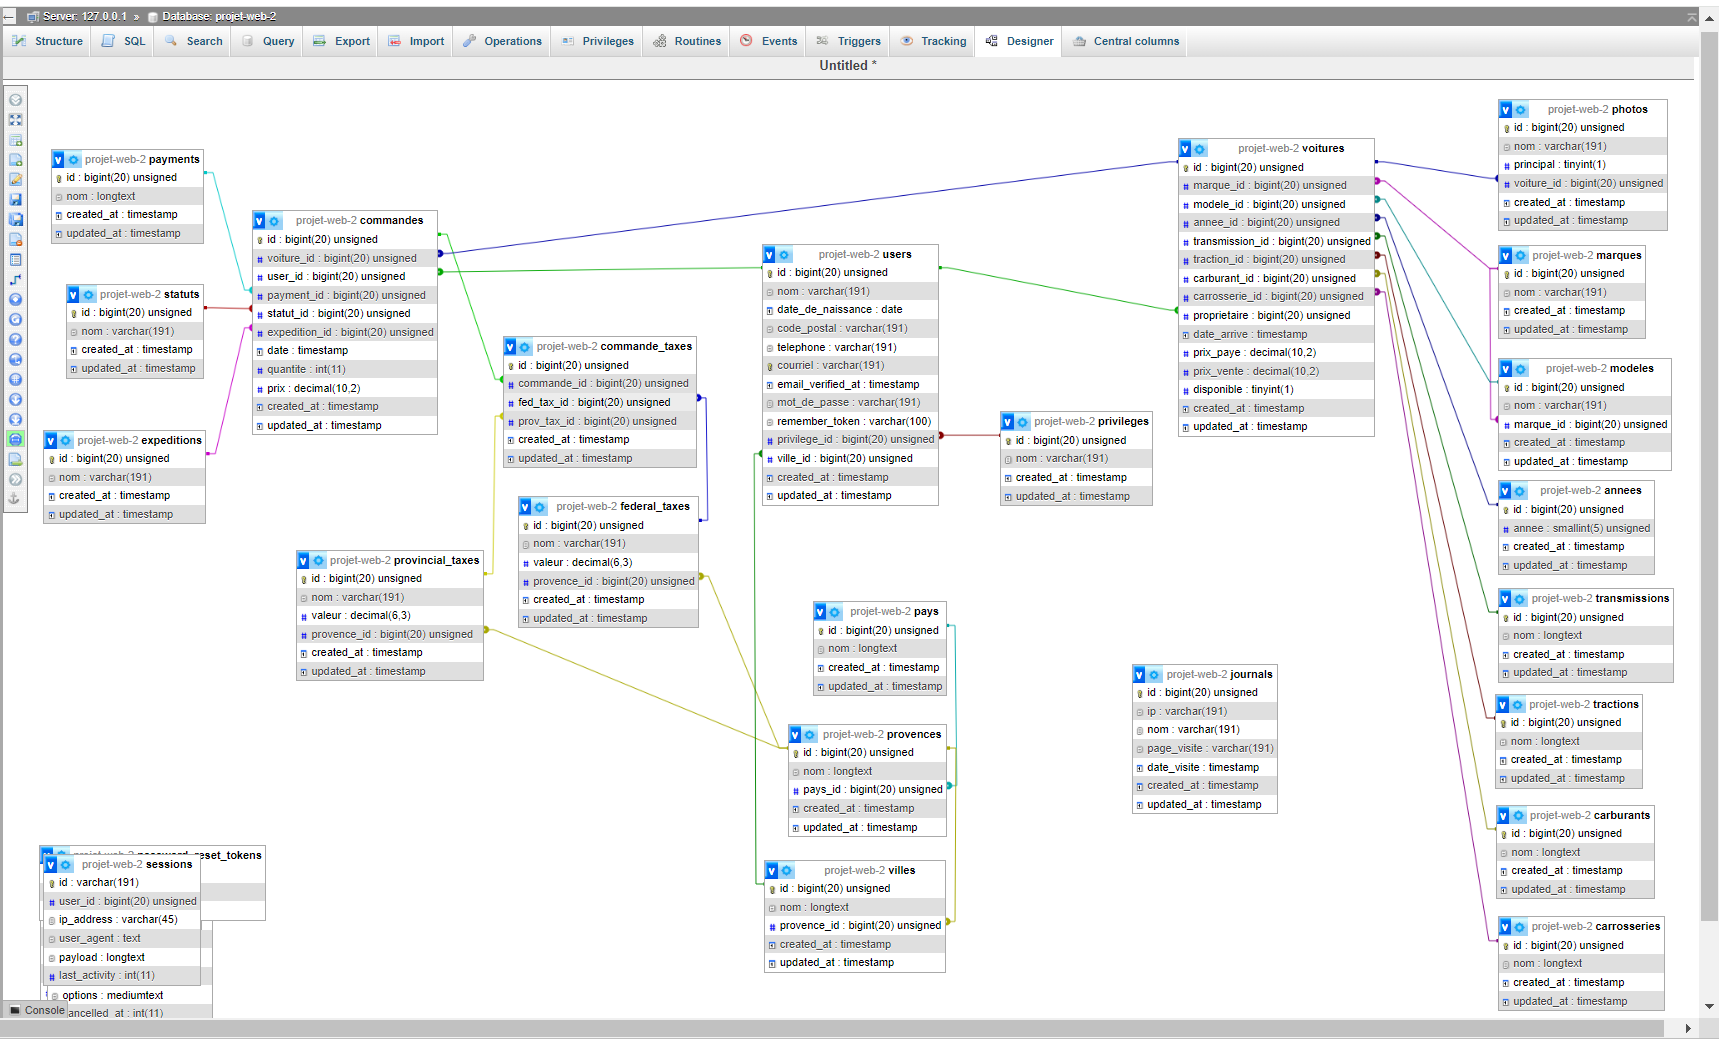 Server: 127.0.0.1 » Database: projet-web-2
Structure SQL Search Query Export Import Operations Privileges Routines Events Triggers Tracking Designer Central columns
Untitled *
projet-web-2 payments
id : bigint(20) unsigned
nom : longtext
created_at : timestamp
updated_at : timestamp
projet-web-2 statuts
id : bigint(20) unsigned
nom : varchar(191)
created_at : timestamp
updated_at : timestamp
projet-web-2 expeditions
id : bigint(20) unsigned
nom : varchar(191)
created_at : timestamp
updated_at : timestamp
projet-web-2 commandes
id : bigint(20) unsigned
voiture_id : bigint(20) unsigned
user_id : bigint(20) unsigned
payment_id : bigint(20) unsigned
statut_id : bigint(20) unsigned
expedition_id : bigint(20) unsigned
date : timestamp
quantite : int(11)
prix : decimal(10,2)
created_at : timestamp
updated_at : timestamp
projet-web-2 commande_taxes
id : bigint(20) unsigned
commande_id : bigint(20) unsigned
fed_tax_id : bigint(20) unsigned
prov_tax_id : bigint(20) unsigned
created_at : timestamp
updated_at : timestamp
projet-web-2 federal_taxes
id : bigint(20) unsigned
nom : varchar(191)
valeur : decimal(6,3)
provence_id : bigint(20) unsigned
created_at : timestamp
updated_at : timestamp
projet-web-2 provincial_taxes
id : bigint(20) unsigned
nom : varchar(191)
valeur : decimal(6,3)
provence_id : bigint(20) unsigned
created_at : timestamp
updated_at : timestamp
projet-web-2 users
id : bigint(20) unsigned
nom : varchar(191)
date_de_naissance : date
code_postal : varchar(191)
telephone : varchar(191)
courriel : varchar(191)
email_verified_at : timestamp
mot_de_passe : varchar(191)
remember_token : varchar(100)
privilege_id : bigint(20) unsigned
ville_id : bigint(20) unsigned
created_at : timestamp
updated_at : timestamp
projet-web-2 privileges
id : bigint(20) unsigned
nom : varchar(191)
created_at : timestamp
updated_at : timestamp
projet-web-2 pays
id : bigint(20) unsigned
nom : longtext
created_at : timestamp
updated_at : timestamp
projet-web-2 provences
id : bigint(20) unsigned
nom : longtext
pays_id : bigint(20) unsigned
created_at : timestamp
updated_at : timestamp
projet-web-2 villes
id : bigint(20) unsigned
nom : longtext
provence_id : bigint(20) unsigned
created_at : timestamp
updated_at : timestamp
projet-web-2 journals
id : bigint(20) unsigned
ip : varchar(191)
nom : varchar(191)
page_visite : varchar(191)
date_visite : timestamp
created_at : timestamp
updated_at : timestamp
projet-web-2 voitures
id : bigint(20) unsigned
marque_id : bigint(20) unsigned
modele_id : bigint(20) unsigned
annee_id : bigint(20) unsigned
transmission_id : bigint(20) unsigned
traction_id : bigint(20) unsigned
carburant_id : bigint(20) unsigned
carrosserie_id : bigint(20) unsigned
proprietaire : bigint(20) unsigned
date_arrive : timestamp
prix_paye : decimal(10,2)
prix_vente : decimal(10,2)
disponible : tinyint(1)
created_at : timestamp
updated_at : timestamp
projet-web-2 photos
id : bigint(20) unsigned
nom : varchar(191)
principal : tinyint(1)
voiture_id : bigint(20) unsigned
created_at : timestamp
updated_at : timestamp
projet-web-2 marques
id : bigint(20) unsigned
nom : varchar(191)
created_at : timestamp
updated_at : timestamp
projet-web-2 modeles
id : bigint(20) unsigned
nom : varchar(191)
marque_id : bigint(20) unsigned
created_at : timestamp
updated_at : timestamp
projet-web-2 annees
id : bigint(20) unsigned
annee : smallint(5) unsigned
created_at : timestamp
updated_at : timestamp
projet-web-2 transmissions
id : bigint(20) unsigned
nom : longtext
created_at : timestamp
updated_at : timestamp
projet-web-2 tractions
id : bigint(20) unsigned
nom : longtext
created_at : timestamp
updated_at : timestamp
projet-web-2 carburants
id : bigint(20) unsigned
nom : longtext
created_at : timestamp
updated_at : timestamp
projet-web-2 carrosseries
id : bigint(20) unsigned
nom : longtext
created_at : timestamp
updated_at : timestamp
reset_tokens
projet-web-2 sessions
id : varchar(191)
user_id : bigint(20) unsigned
ip_address : varchar(45)
user_agent : text
payload : longtext
last_activity : int(11)
options : mediumtext
ancelled_at : int(11)
Console